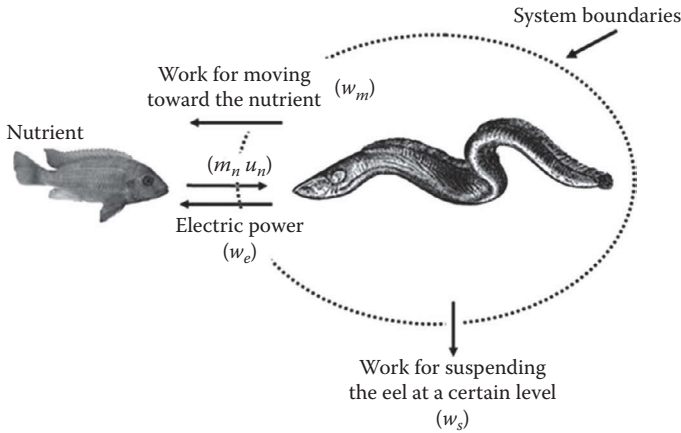 System boundaries
Work for moving
toward the nutrient (w_m)
Nutrient
(m_n u_n)
Electric power
(w_e)
Work for suspending
the eel at a certain level
(w_s)